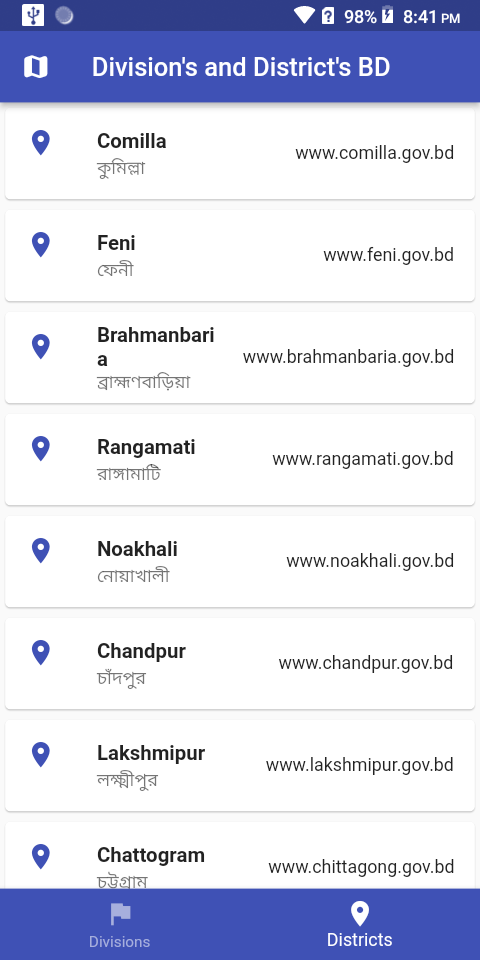 98% 8:41 PM
Division's and District's BD
Comilla
কুমিল্লা
www.comilla.gov.bd
Feni
ফেনী
www.feni.gov.bd
Brahmanbari
a
ব্রাহ্মণবাড়িয়া
www.brahmanbaria.gov.bd
Rangamati
রাঙ্গামাটি
www.rangamati.gov.bd
Noakhali
নোয়াখালী
www.noakhali.gov.bd
Chandpur
চাঁদপুর
www.chandpur.gov.bd
Lakshmipur
লক্ষ্মীপুর
www.lakshmipur.gov.bd
Chattogram
চট্টগ্রাম
www.chittagong.gov.bd
Divisions
Districts